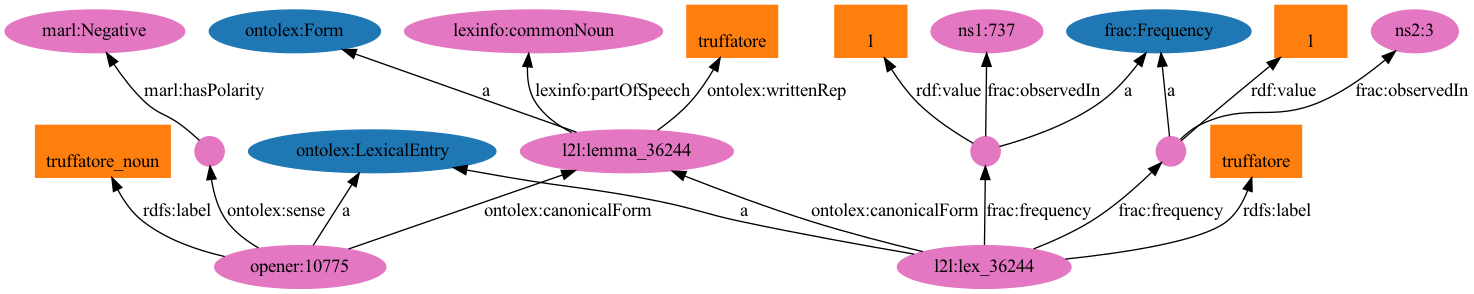 marl:Negative
ontolex:Form
lexinfo:commonNoun
truffatore
1
ns1:737
frac:Frequency
1
ns2:3
marl:hasPolarity
a
lexinfo:partOfSpeech
ontolex:writtenRep
rdf:value
frac:observedIn
a
a
rdf:value
frac:observedIn
truffatore_noun
ontolex:LexicalEntry
l2l:lemma_36244
truffatore
rdfs:label
ontolex:sense
a
ontolex:canonicalForm
a
ontolex:canonicalForm
frac:frequency
frac:frequency
rdfs:label
opener:10775
l2l:lex_36244